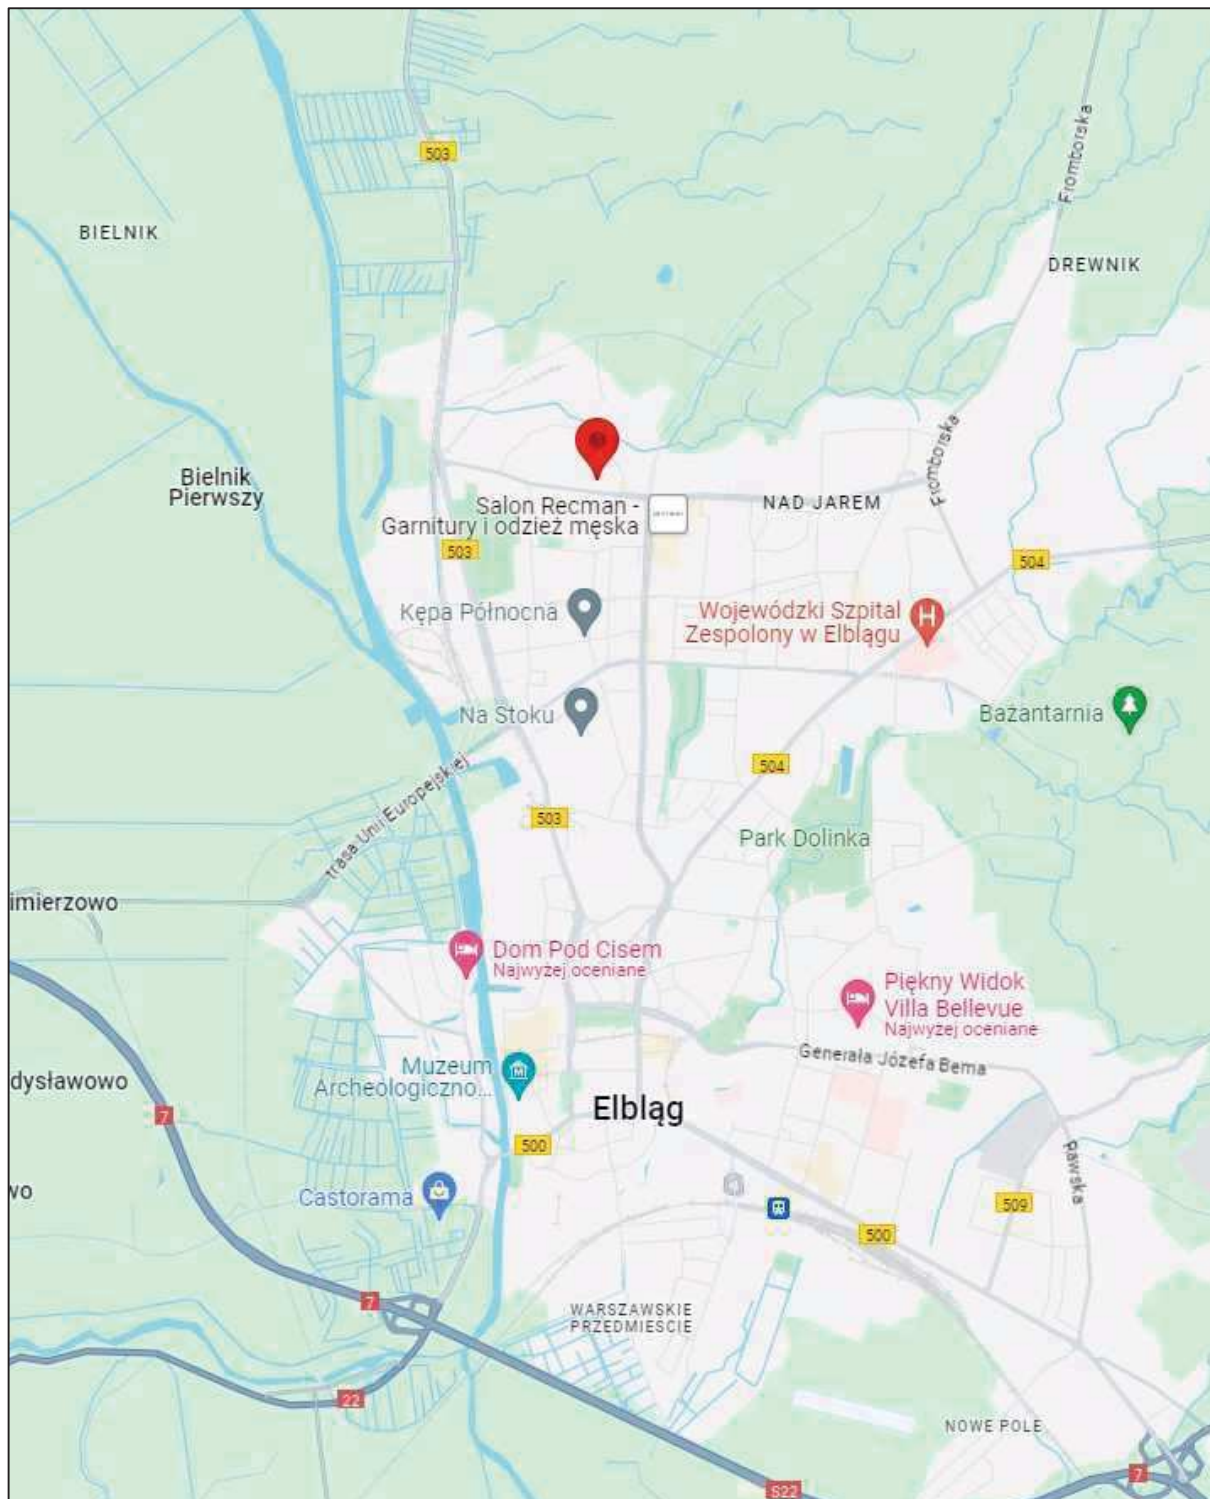 Fromborska
503
BIELNIK
DREWNIK
Fromborska
Bielnik
Pierwszy
Salon Recman -
Garnitury i odzież męska
NAD JAREM
503
504
Kępa Północna
Wojewódzki Szpital
Zespolony w Elblągu
Na Stoku
Bażantarnia
504
trasa Unii Europejskiej
503
Park Dolinka
imierzowo
Dom Pod Cisem
Najwyżej oceniane
Piękny Widok
Villa Bellevue
Najwyżej oceniane
Generała Józefa Bema
Muzeum
Archeologiczno...
dysławowo
7
Elbląg
500
Rawska
wo
Castorama
509
500
7
WARSZAWSKIE
PRZEDMIEŚCIE
22
NOWE POLE
7
S22